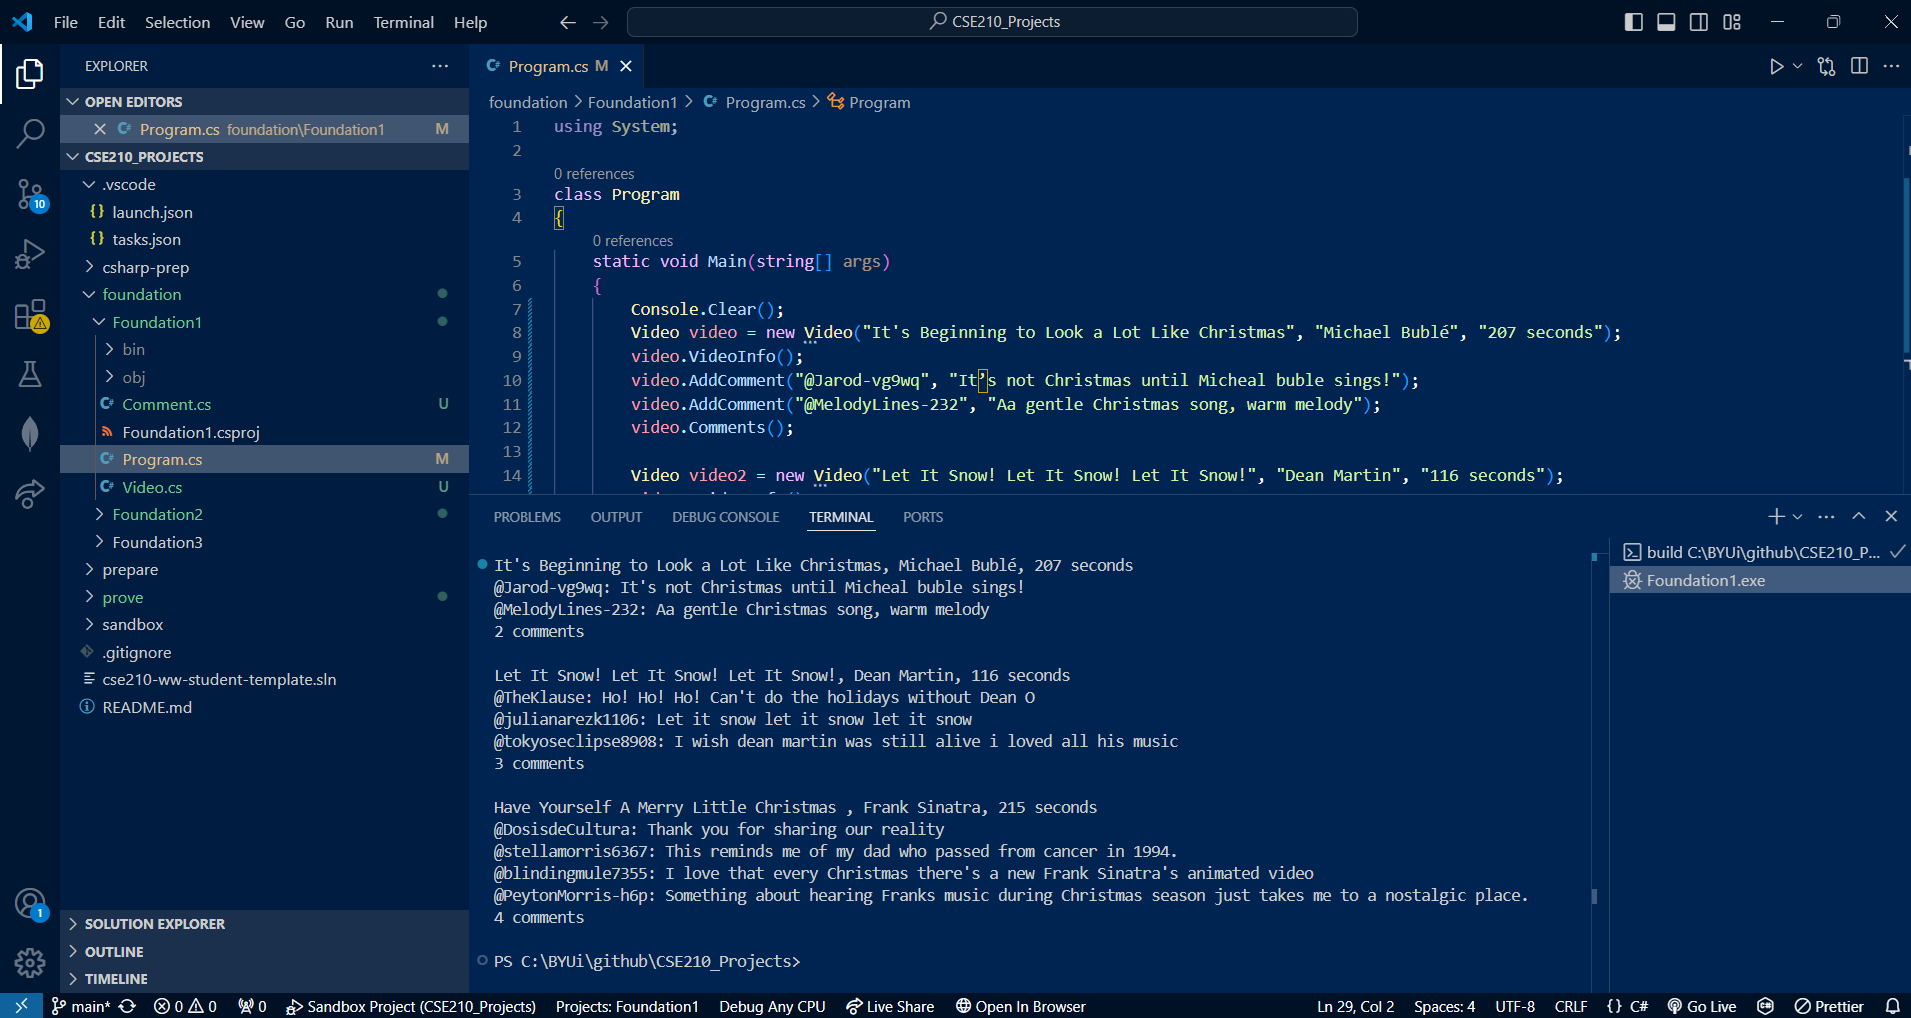 File Edit Selection View Go Run Terminal Help
CSE210_Projects
EXPLORER
OPEN EDITORS
Program.cs foundation\Foundation1 M
CSE210_PROJECTS
.vscode
launch.json
tasks.json
csharp-prep
foundation
Foundation1
bin
obj
Comment.cs U
Foundation1.csproj
Program.cs M
Video.cs U
Foundation2
Foundation3
prepare
prove
sandbox
.gitignore
cse210-ww-student-template.sln
README.md
SOLUTION EXPLORER
OUTLINE
TIMELINE
10
1
Program.cs M
foundation > Foundation1 > Program.cs > Program
1 using System;
2
0 references
3 class Program
4 {
0 references
5 static void Main(string[] args)
6 {
7 Console.Clear();
8 Video video = new Video("It's Beginning to Look a Lot Like Christmas", "Michael Bublé", "207 seconds");
9 video.VideoInfo();
10 video.AddComment("@Jarod-vg9wq", "It’s not Christmas until Micheal buble sings!");
11 video.AddComment("@MelodyLines-232", "Aa gentle Christmas song, warm melody");
12 video.Comments();
13
14 Video video2 = new Video("Let It Snow! Let It Snow! Let It Snow!", "Dean Martin", "116 seconds");
PROBLEMS OUTPUT DEBUG CONSOLE TERMINAL PORTS
It's Beginning to Look a Lot Like Christmas, Michael Bublé, 207 seconds
@Jarod-vg9wq: It's not Christmas until Micheal buble sings!
@MelodyLines-232: Aa gentle Christmas song, warm melody
2 comments
Let It Snow! Let It Snow! Let It Snow!, Dean Martin, 116 seconds
@TheKlause: Ho! Ho! Ho! Can't do the holidays without Dean O
@julianarezk1106: Let it snow let it snow let it snow
@tokyoseclipse8908: I wish dean martin was still alive i loved all his music
3 comments
Have Yourself A Merry Little Christmas , Frank Sinatra, 215 seconds
@DosisdeCultura: Thank you for sharing our reality
@stellamorris6367: This reminds me of my dad who passed from cancer in 1994.
@blindingmule7355: I love that every Christmas there's a new Frank Sinatra's animated video
@PeytonMorris-h6p: Something about hearing Franks music during Christmas season just takes me to a nostalgic place.
4 comments
PS C:\BYUi\github\CSE210_Projects>
build C:\BYUi\github\CSE210_P...
Foundation1.exe
main* 0 0 0 Sandbox Project (CSE210_Projects) Projects: Foundation1 Debug Any CPU Live Share Open In Browser Ln 29, Col 2 Spaces: 4 UTF-8 CRLF {} C# Go Live Prettier